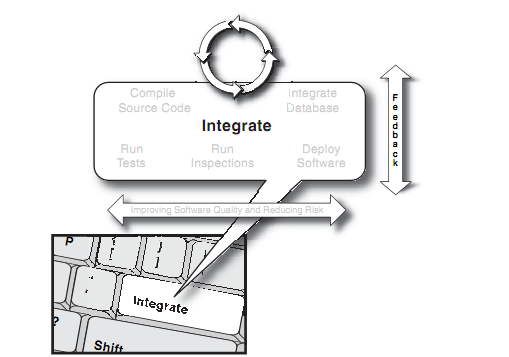 Compile
Source Code
Integrate
Database
Integrate
Run
Tests
Run
Inspections
Deploy
Software
Feedback
Improving Software Quality and Reducing Risk
P
{
[
}
]
"
'
Integrate
?
Shift